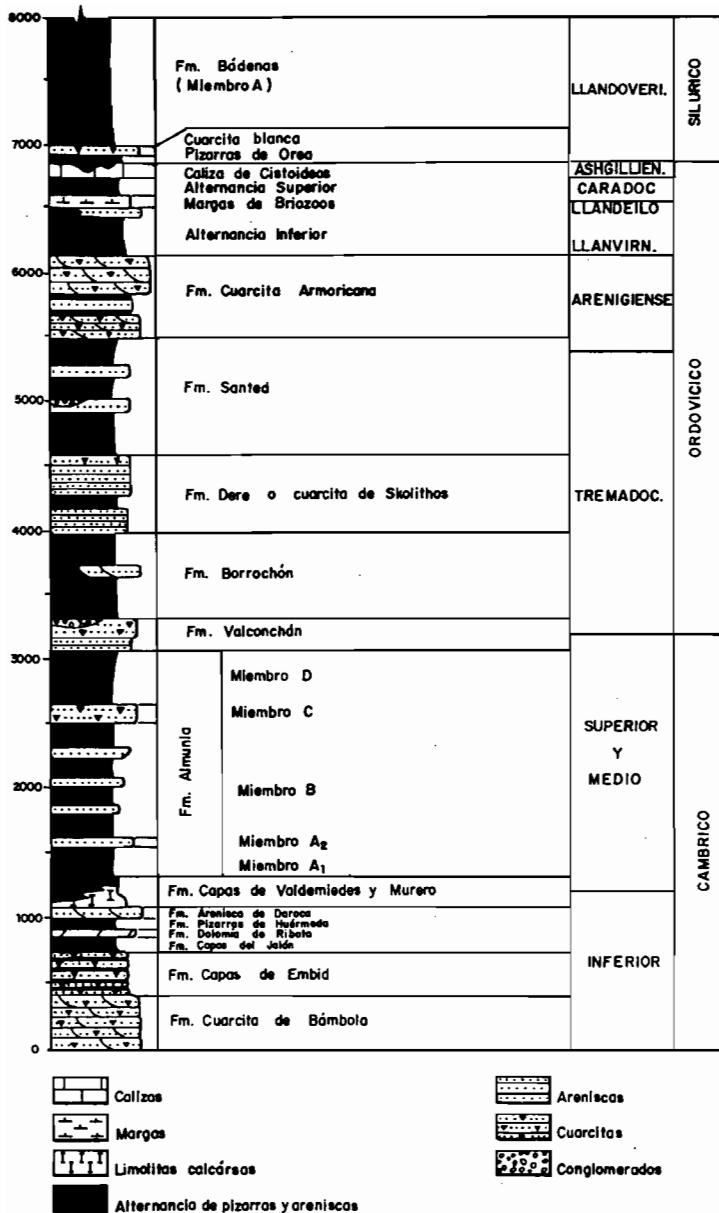 8000
Fm. Bádenas
(Miembro A)
LLANDOVERI.
SILURICO
7000
Cuarcita blanca
Pizarras de Orea
Caliza de Cistoideos
ASHGILLIEN.
Alternancia Superior
CARADOC
Margas de Briozoos
LLANDEILO
Alternancia Inferior
LLANVIRN.
6000
Fm. Cuarcita Armoricana
ARENIGIENSE
Fm. Santed
5000
ORDOVICICO
Fm. Dere o cuarcita de Skolithos
TREMADOC.
4000
Fm. Borrochón
Fm. Valconchán
3000
Fm. Almunia
Miembro D
Miembro C
SUPERIOR
Y
MEDIO
2000
Miembro B
Miembro A2
Miembro A1
CAMBRICO
Fm. Capas de Valdemiedes y Murero
1000
Fm. Arenisca de Daroca
Fm. Pizarras de Huérmeda
Fm. Dolomia de Ribota
Fm. Capas del Jalón
INFERIOR
Fm. Capas de Embid
Fm. Cuarcita de Bámbola
0
Calizas
Areniscas
Margas
Cuarcitas
Limolitas calcársas
Conglomerados
Alternancia de pizarras y areniscas